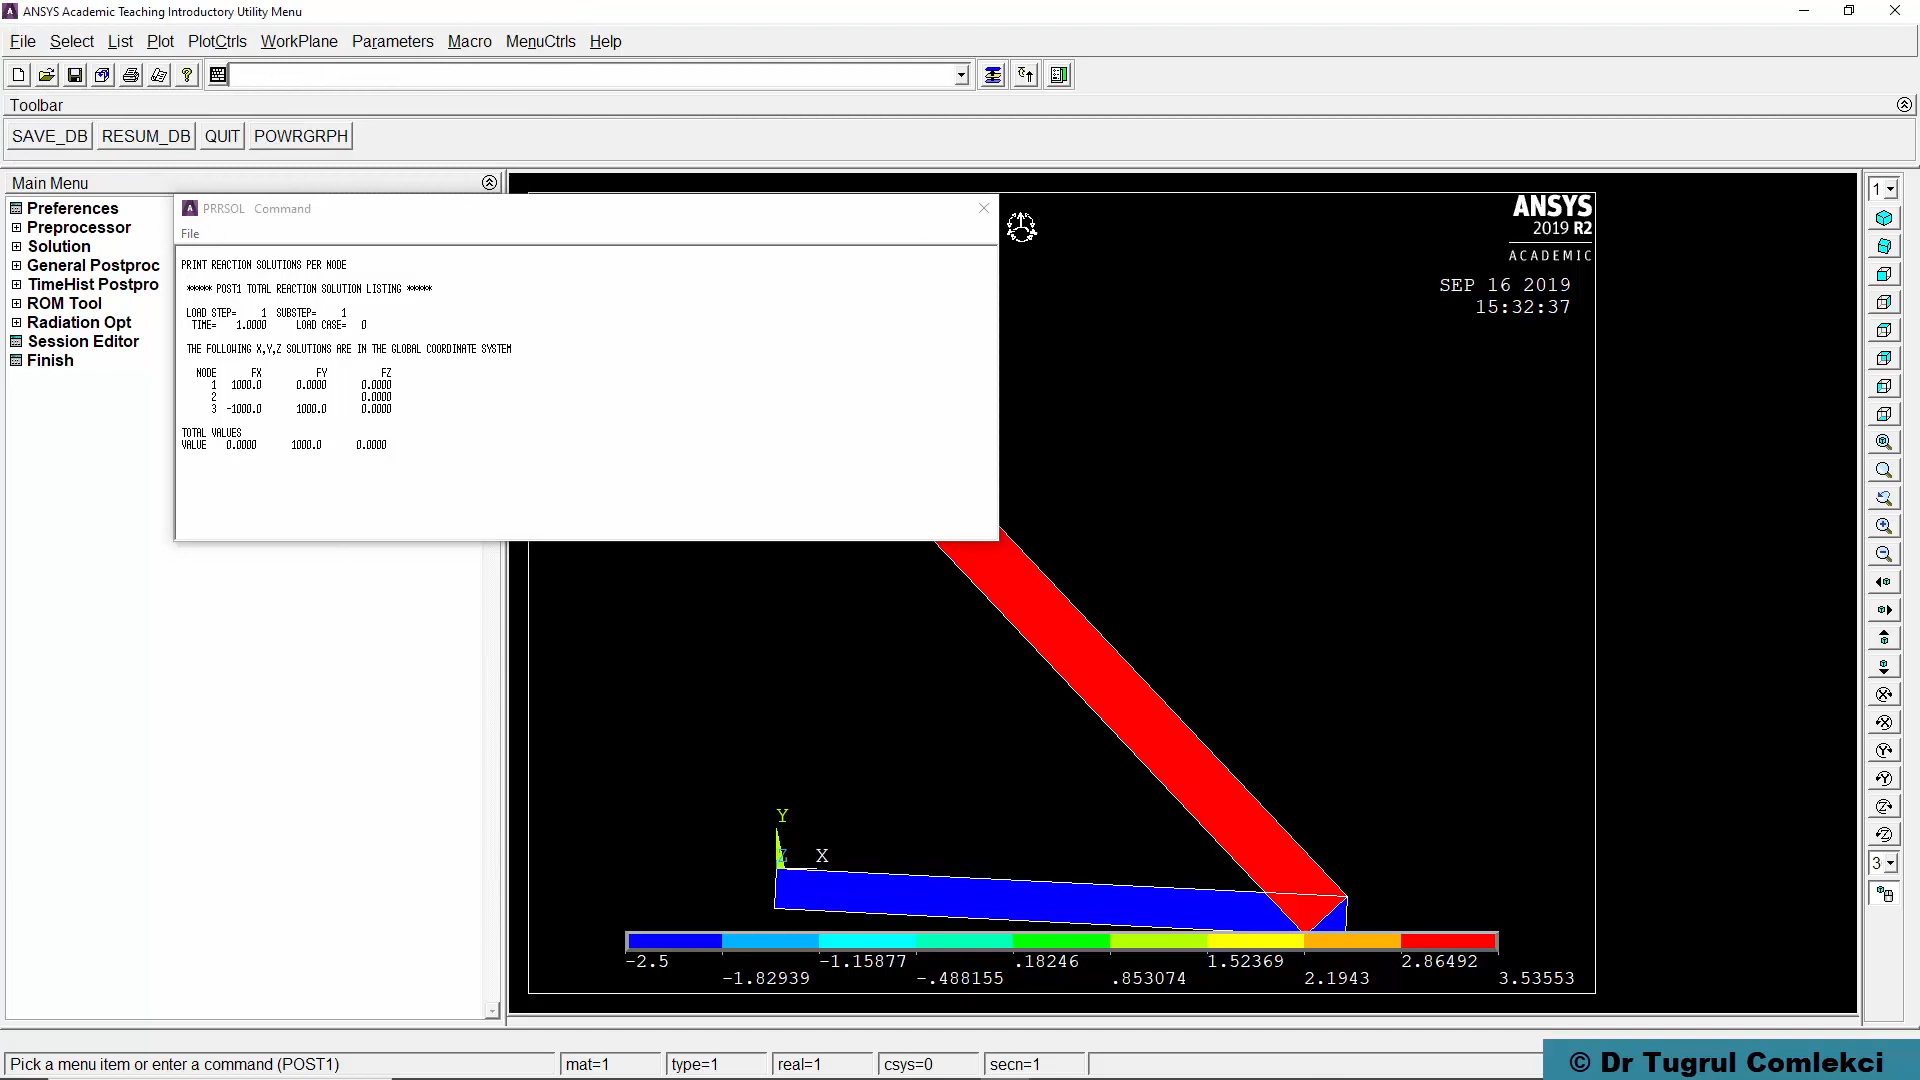 ANSYS Academic Teaching Introductory Utility Menu
File Select List Plot PlotCtrls WorkPlane Parameters Macro MenuCtrls Help
Toolbar
SAVE_DB RESUM_DB QUIT POWRGRPH
Main Menu
Preferences
Preprocessor
Solution
General Postproc
TimeHist Postpro
ROM Tool
Radiation Opt
Session Editor
Finish
PRRSOL Command
File
PRINT REACTION SOLUTIONS PER NODE
***** POST1 TOTAL REACTION SOLUTION LISTING *****
LOAD STEP= 1 SUBSTEP= 1
TIME= 1.0000 LOAD CASE= 0
THE FOLLOWING X,Y,Z SOLUTIONS ARE IN THE GLOBAL COORDINATE SYSTEM
NODE FX FY FZ
1 1000.0 0.0000 0.0000
2 0.0000
3 -1000.0 1000.0 0.0000
TOTAL VALUES
VALUE 0.0000 1000.0 0.0000
ANSYS
2019 R2
ACADEMIC
SEP 16 2019
15:32:37
Y
Z X
-2.5 -1.15877 .18246 1.52369 2.86492
-1.82939 -.488155 .853074 2.1943 3.53553
1
3
Pick a menu item or enter a command (POST1) mat=1 type=1 real=1 csys=0 secn=1
© Dr Tugrul Comlekci